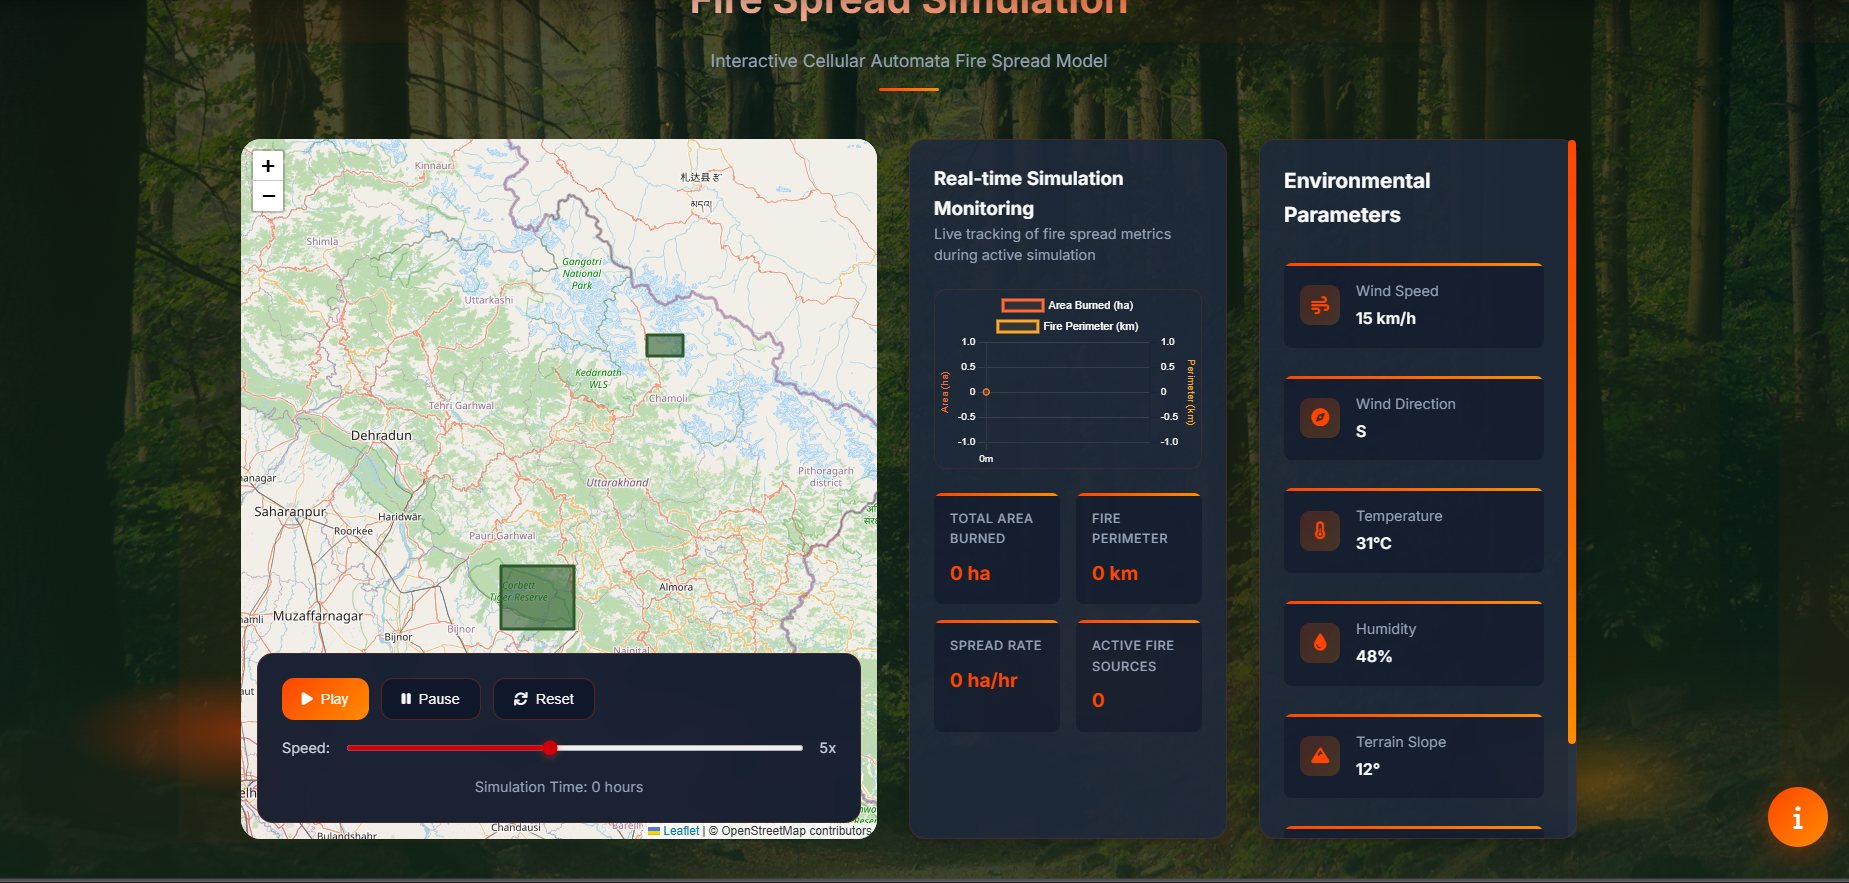 Fire Spread Simulation
Interactive Cellular Automata Fire Spread Model
+
−
Kinnaur
札达县
Shimla
Gangotri
National
Park
Uttarkashi
Kedarnath
WLS
Chamoli
Tehri Garhwal
Dehradun
Pithoragarh
district
Uttarakhand
Saharanpur
Haridwar
Roorkee
Pauri Garhwal
Corbett
Tiger Reserve
Almora
Muzaffarnagar
Bijnor
Bijnor
Nainital
Play
Pause
Reset
Speed:
5x
Simulation Time: 0 hours
Chandausi
Bareilly
Bulandshahr
Leaflet | © OpenStreetMap contributors
Real-time Simulation
Monitoring
Live tracking of fire spread metrics
during active simulation
Area Burned (ha)
Fire Perimeter (km)
1.0
0.5
0
-0.5
-1.0
Area (ha)
1.0
0.5
0
-0.5
-1.0
Perimeter (km)
0m
TOTAL AREA
BURNED
0 ha
FIRE
PERIMETER
0 km
SPREAD RATE
0 ha/hr
ACTIVE FIRE
SOURCES
0
Environmental
Parameters
Wind Speed
15 km/h
Wind Direction
S
Temperature
31°C
Humidity
48%
Terrain Slope
12°
i